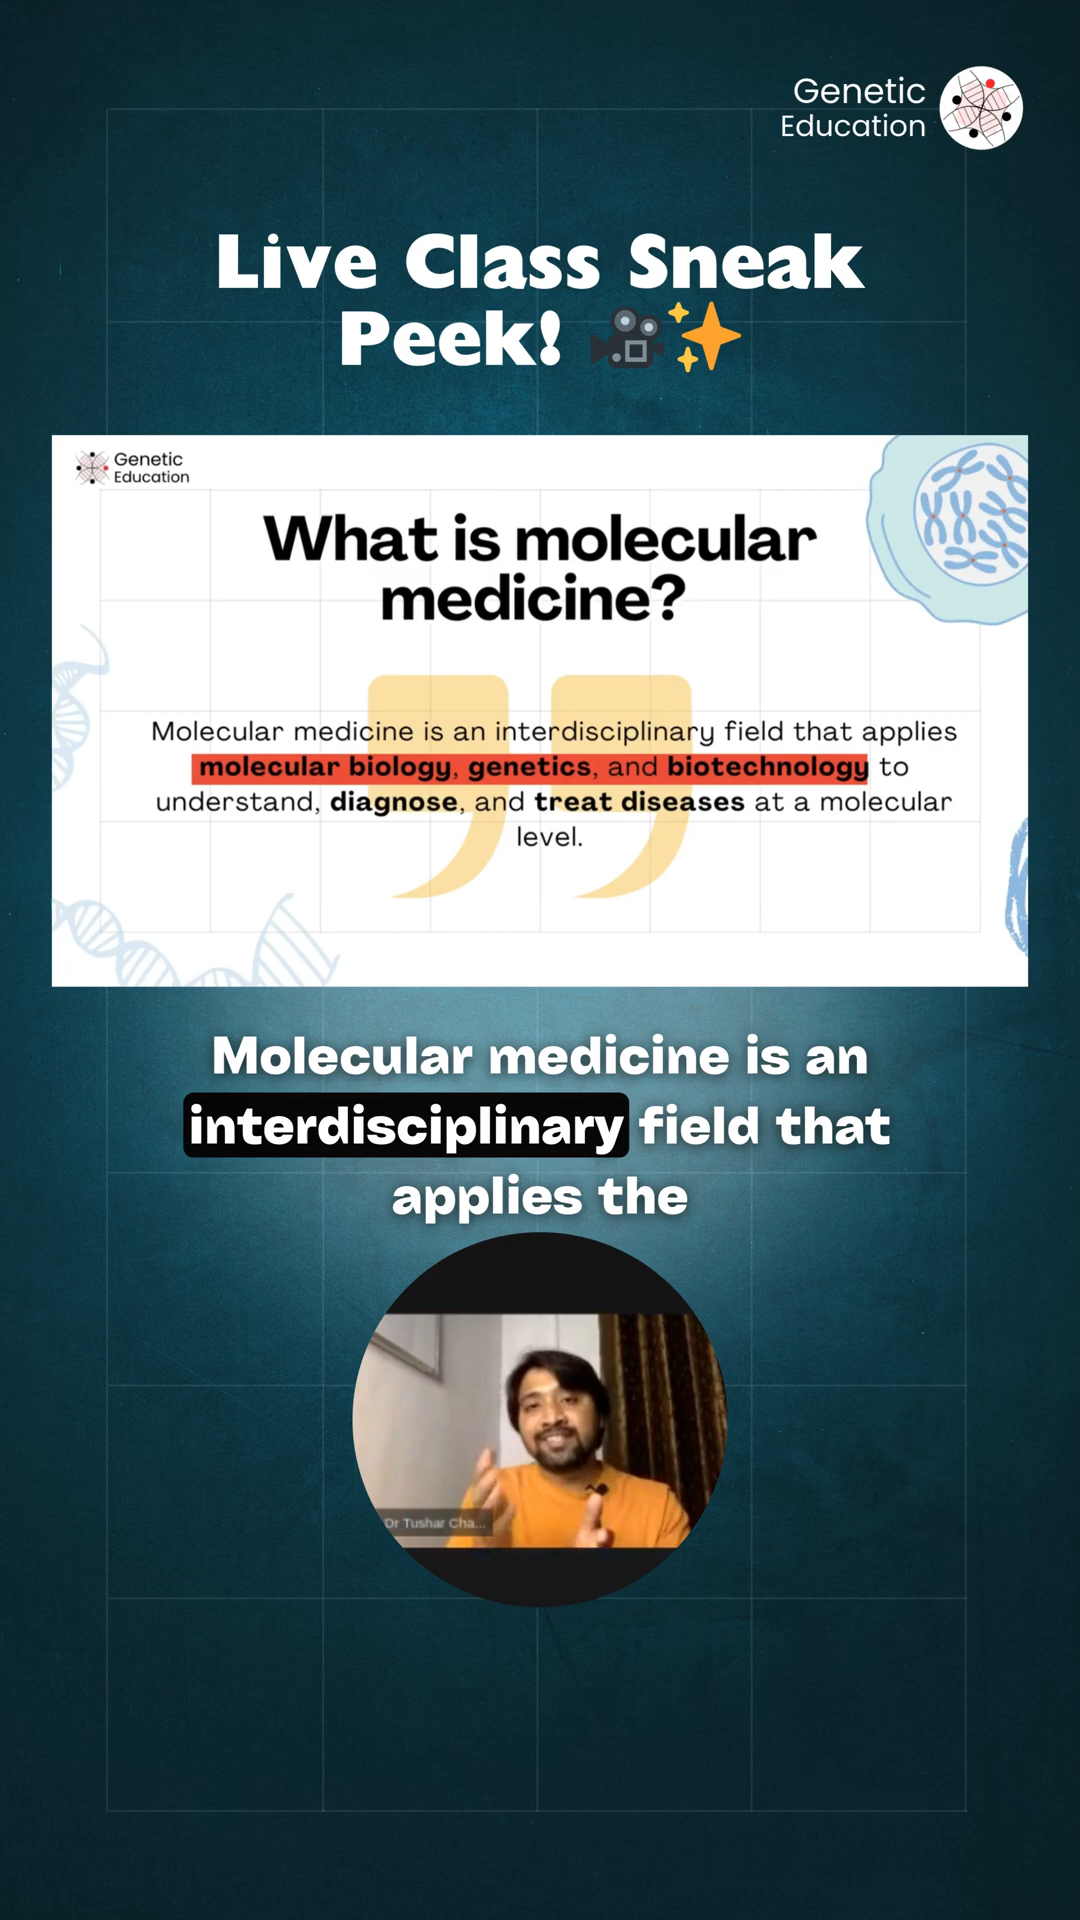 Genetic
Education
Live Class Sneak
Peek! 🎥✨
Genetic
Education
What is molecular
medicine?
Molecular medicine is an interdisciplinary field that applies
molecular biology, genetics, and biotechnology to
understand, diagnose, and treat diseases at a molecular
level.
Molecular medicine is an
interdisciplinary field that
applies the
Dr Tushar Cha...